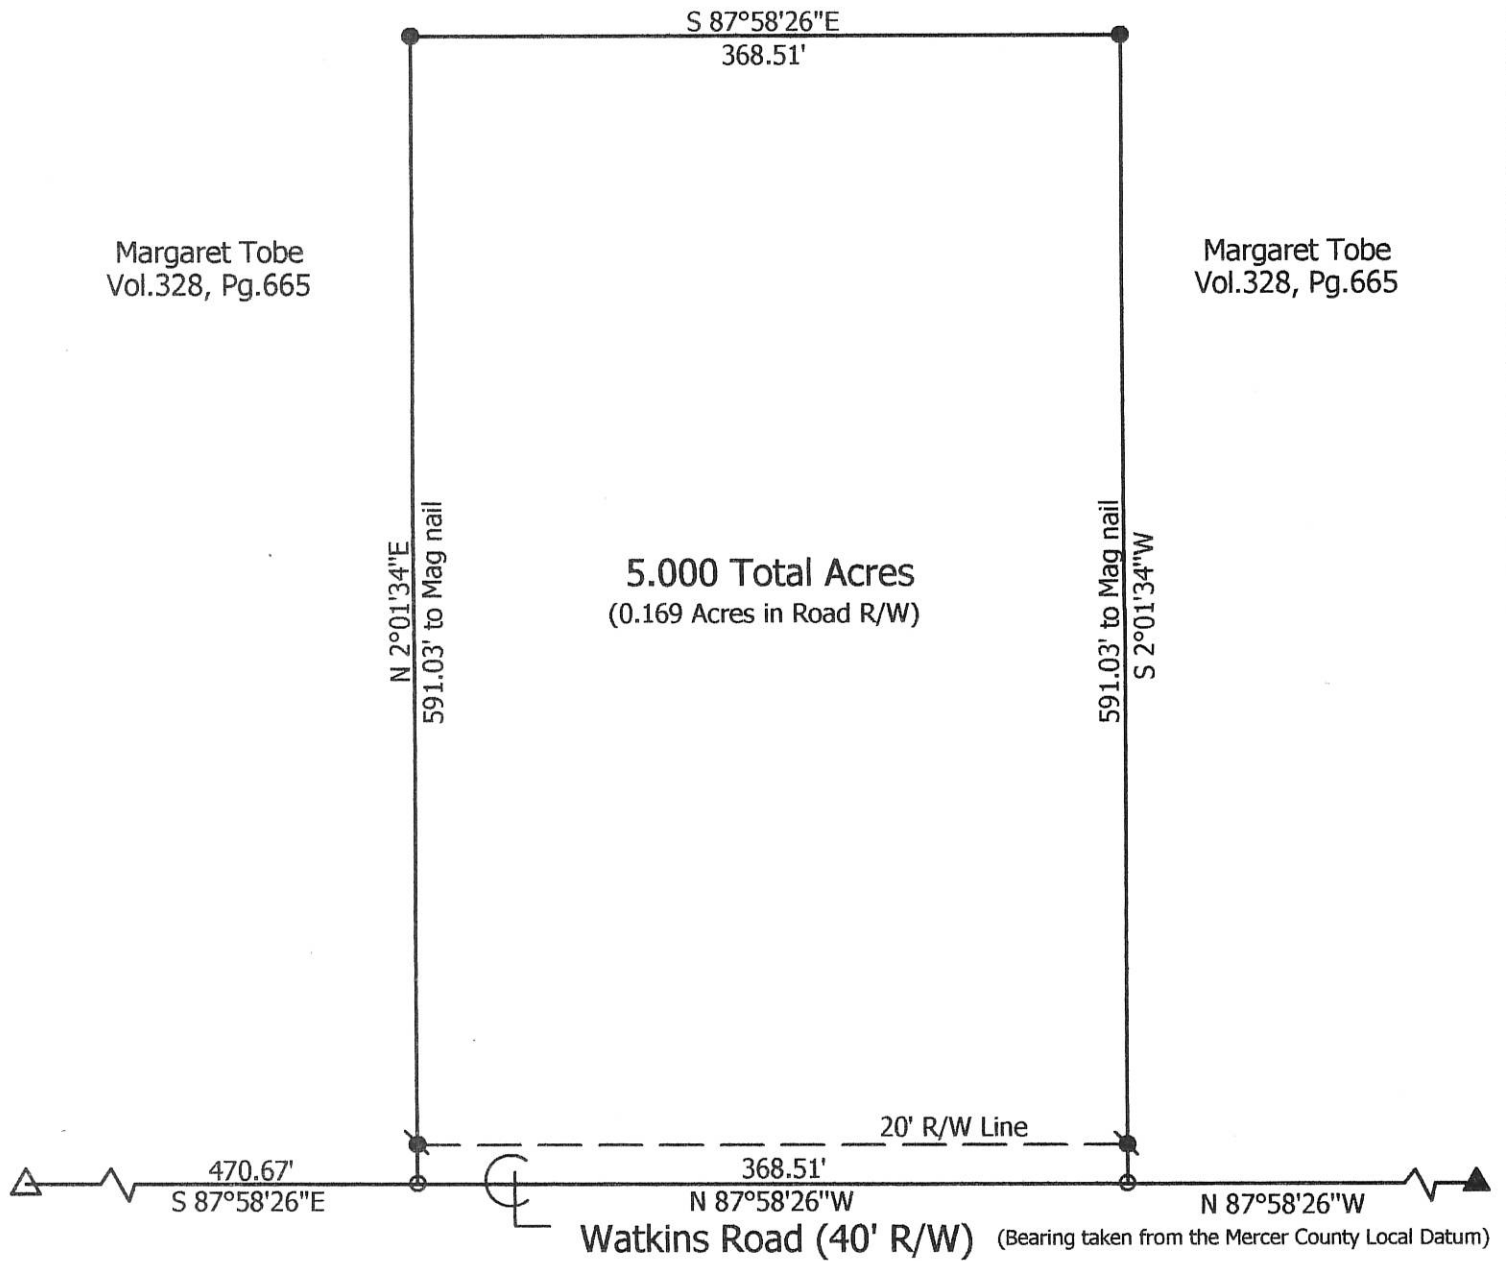 S 87°58'26"E
368.51'
Margaret Tobe
Vol.328, Pg.665
Margaret Tobe
Vol.328, Pg.665
N 2°01'34"E
591.03' to Mag nail
5.000 Total Acres
(0.169 Acres in Road R/W)
591.03' to Mag nail
S 2°01'34"W
20' R/W Line
470.67'
S 87°58'26"E
368.51'
N 87°58'26"W
N 87°58'26"W
Watkins Road (40' R/W)
(Bearing taken from the Mercer County Local Datum)